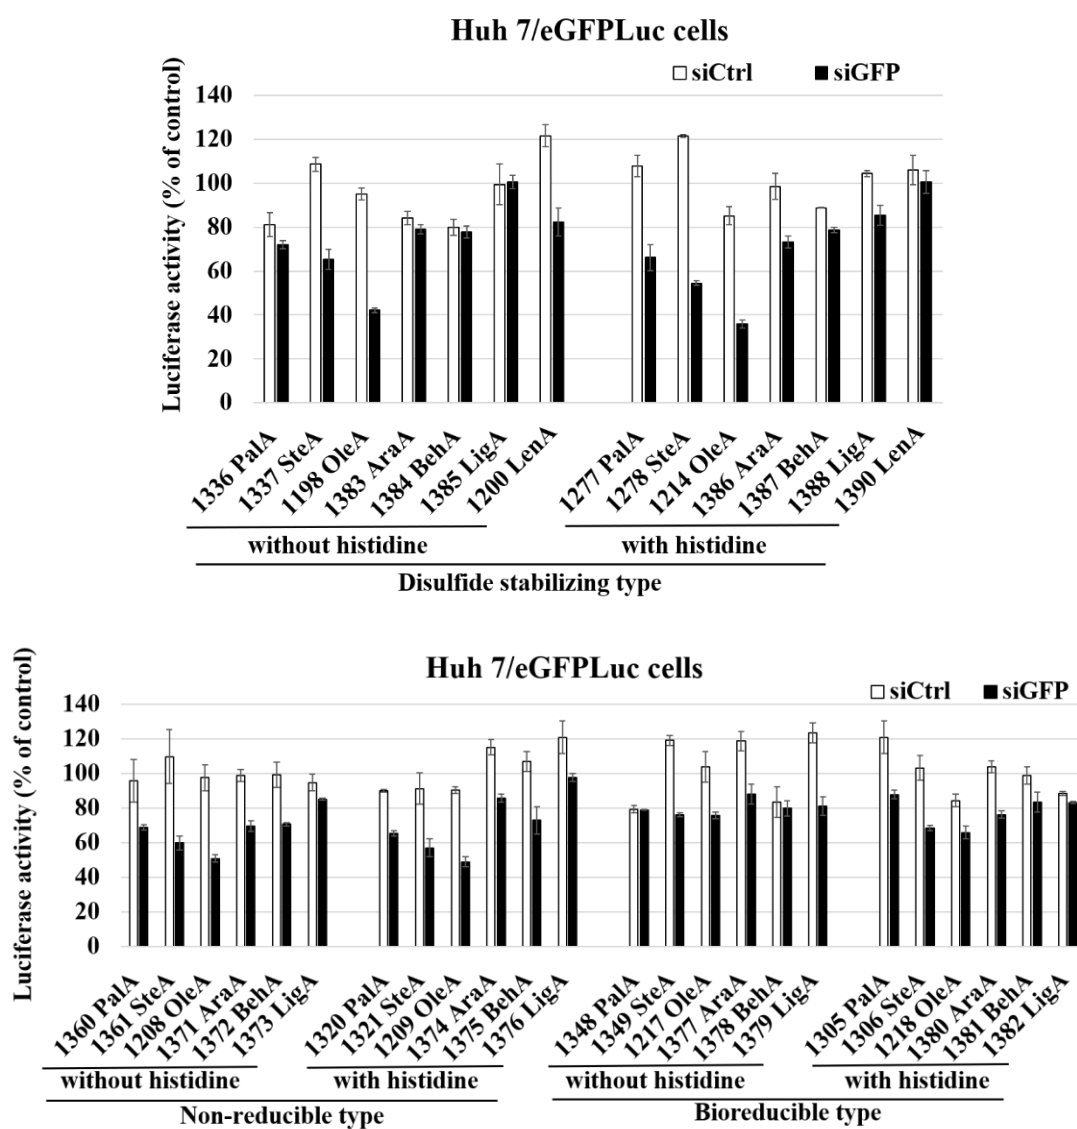 Huh 7/eGFPLuc cells
siCtrl siGFP
Luciferase activity (% of control)
140
120
100
80
60
40
20
0
1336 PalA
1337 SteA
1198 OleA
1383 AraA
1384 BehA
1385 LigA
1200 LenA
1277 PalA
1278 SteA
1214 OleA
1386 AraA
1387 BehA
1388 LigA
1390 LenA
without histidine with histidine
Disulfide stabilizing type
Huh 7/eGFPLuc cells
siCtrl siGFP
Luciferase activity (% of control)
140
120
100
80
60
40
20
0
1360 PalA
1361 SteA
1208 OleA
1371 AraA
1372 BehA
1373 LigA
1320 PalA
1321 SteA
1209 OleA
1374 AraA
1375 BehA
1376 LigA
1348 PalA
1349 SteA
1217 OleA
1377 AraA
1378 BehA
1379 LigA
1305 PalA
1306 SteA
1218 OleA
1380 AraA
1381 BehA
1382 LigA
without histidine with histidine without histidine with histidine
Non-reducible type Bioreducible type